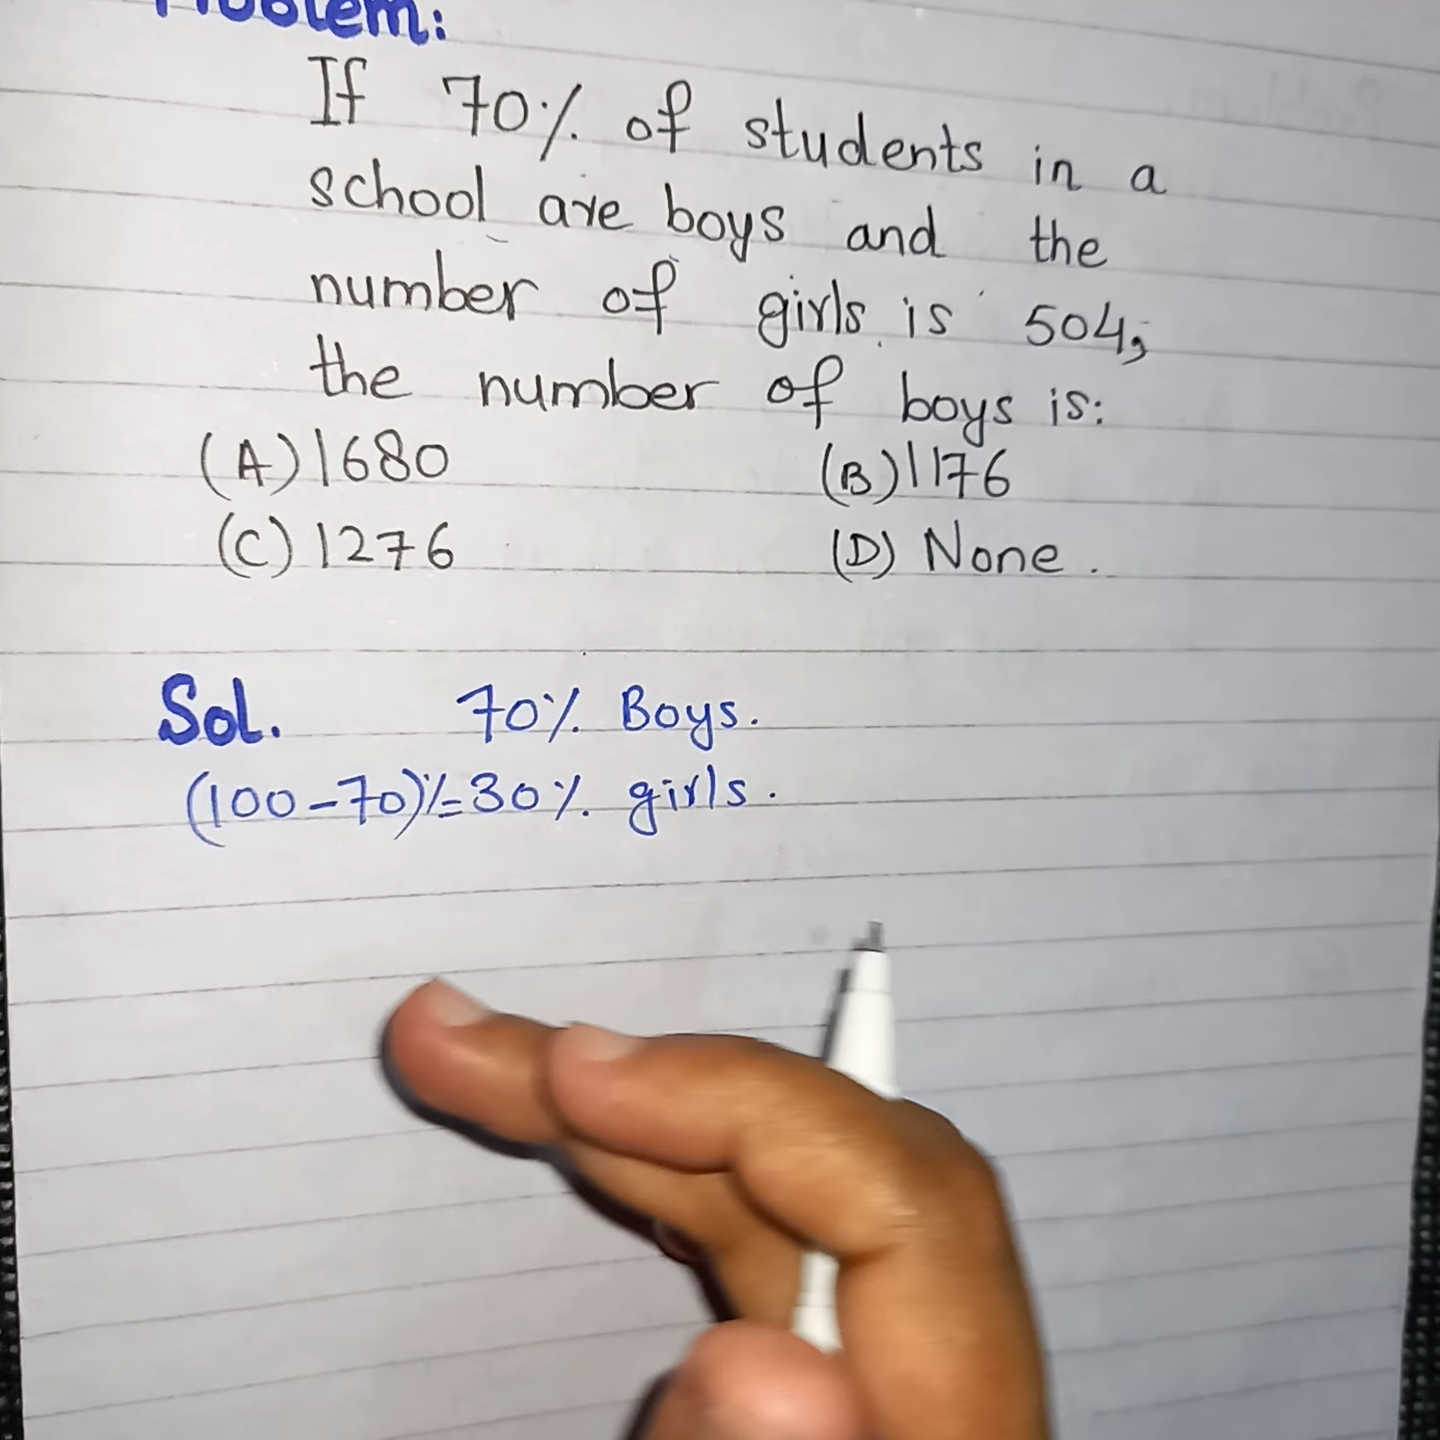 Problem:
If 70% of students in a
school are boys and the
number of girls is 504,
the number of boys is:
(A) 1680 (B) 1176
(C) 1276 (D) None.
Sol. 70% Boys.
(100-70)%=30% girls.